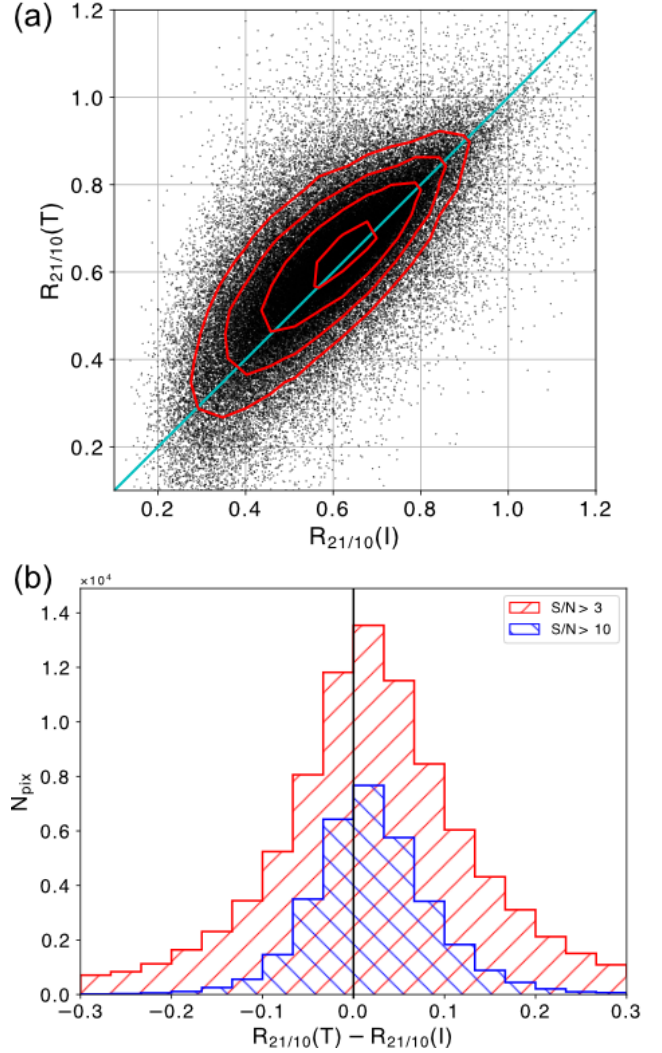 (a)
1.2
1.0
0.8
0.6
0.4
0.2
R21/10(T)
0.2 0.4 0.6 0.8 1.0 1.2
R21/10(I)
(b)
×10⁴
1.4
1.2
1.0
0.8
0.6
0.4
0.2
0.0
Npix
S/N > 3
S/N > 10
−0.3 −0.2 −0.1 0.0 0.1 0.2 0.3
R21/10(T) − R21/10(I)